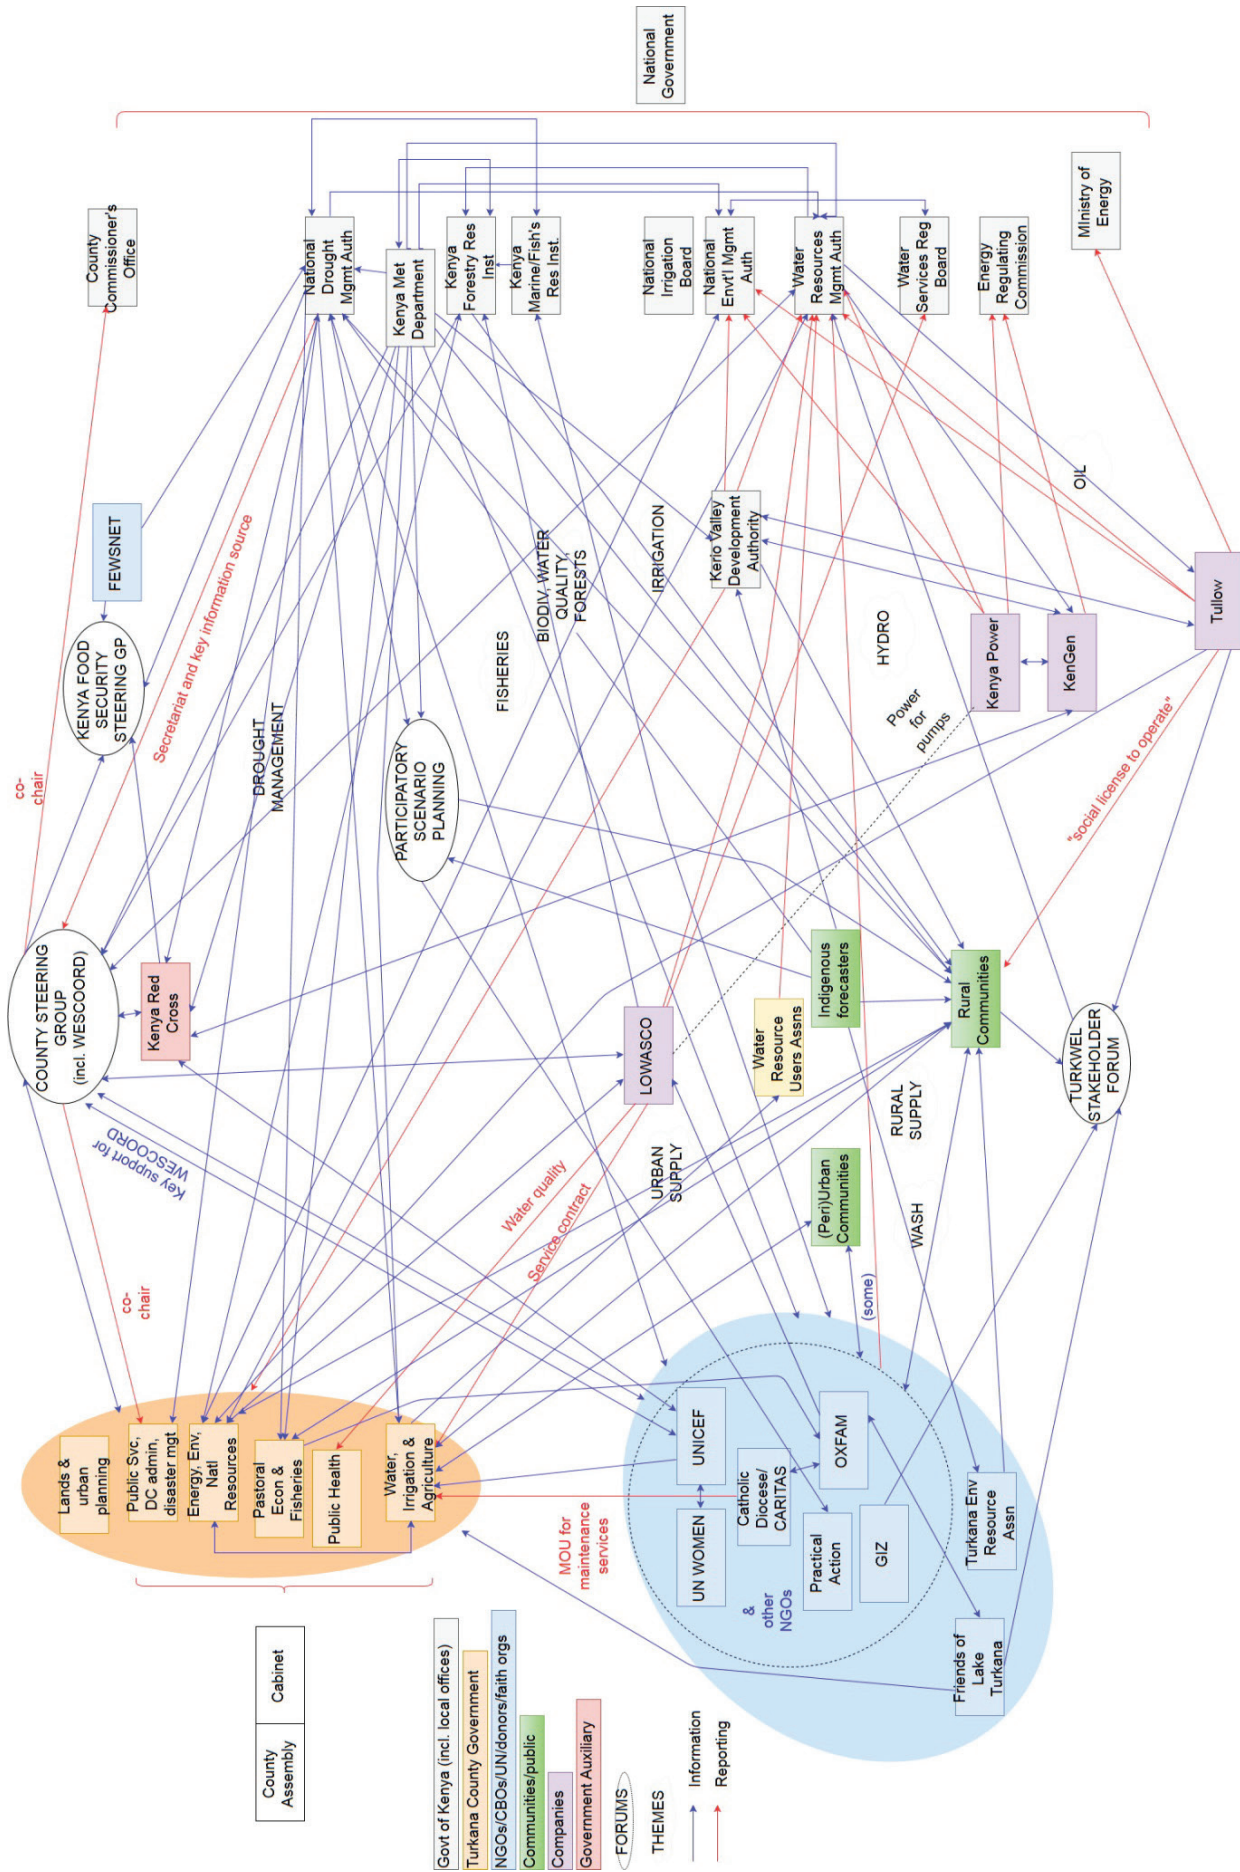 National
Government
County
Commissioner's
Office
National
Drought
Mgmt Auth
Kenya Met
Department
Kenya
Forestry Res
Inst
Kenya
Marine/Fish's
Res Inst.
National
Irrigation
Board
National
Envt'l Mgmt
Auth
Water
Resources
Mgmt Auth
Water
Services Reg
Board
Energy
Regulating
Commission
MInistry of
Energy
FEWSNET
KENYA FOOD
SECURITY
STEERING GP
co-
chair
Secretariat and key information source
DROUGHT
MANAGEMENT
PARTICIPATORY
SCENARIO
PLANNING
FISHERIES
BIODIV, WATER
QUALITY,
FORESTS
IRRIGATION
Kerio Valley
Development
Authority
HYDRO
OIL
Power
for
pumps
Kenya Power
KenGen
Tullow
"social license to operate"
COUNTY STEERING
GROUP
(incl. WESCOORD)
Kenya Red
Cross
LOWASCO
Water
Resource
Users Assns
Indigenous
forecasters
Rural
Communities
TURKWEL
STAKEHOLDER
FORUM
Key support for
WESCOORD
co-
chair
Water quality
Service contract
URBAN
SUPPLY
(Peri)Urban
Communities
RURAL
SUPPLY
WASH
(some)
Lands &
urban
planning
Public Svc,
DC admin,
disaster mgt
Energy, Env,
Natl
Resources
Pastoral
Econ &
Fisheries
Public Health
Water,
Irrigation &
Agriculture
MOU for
maintenance
services
UNICEF
UN WOMEN
Catholic
Diocese/
CARITAS
OXFAM
Practical
Action
GIZ
& other
NGOs
Turkana Env
Resource
Assn
Friends of
Lake
Turkana
County
Assembly
Cabinet
Govt of Kenya (incl. local offices)
Turkana County Government
NGOs/CBOs/UN/donors/faith orgs
Communities/public
Companies
Government Auxiliary
FORUMS
THEMES
Information
Reporting